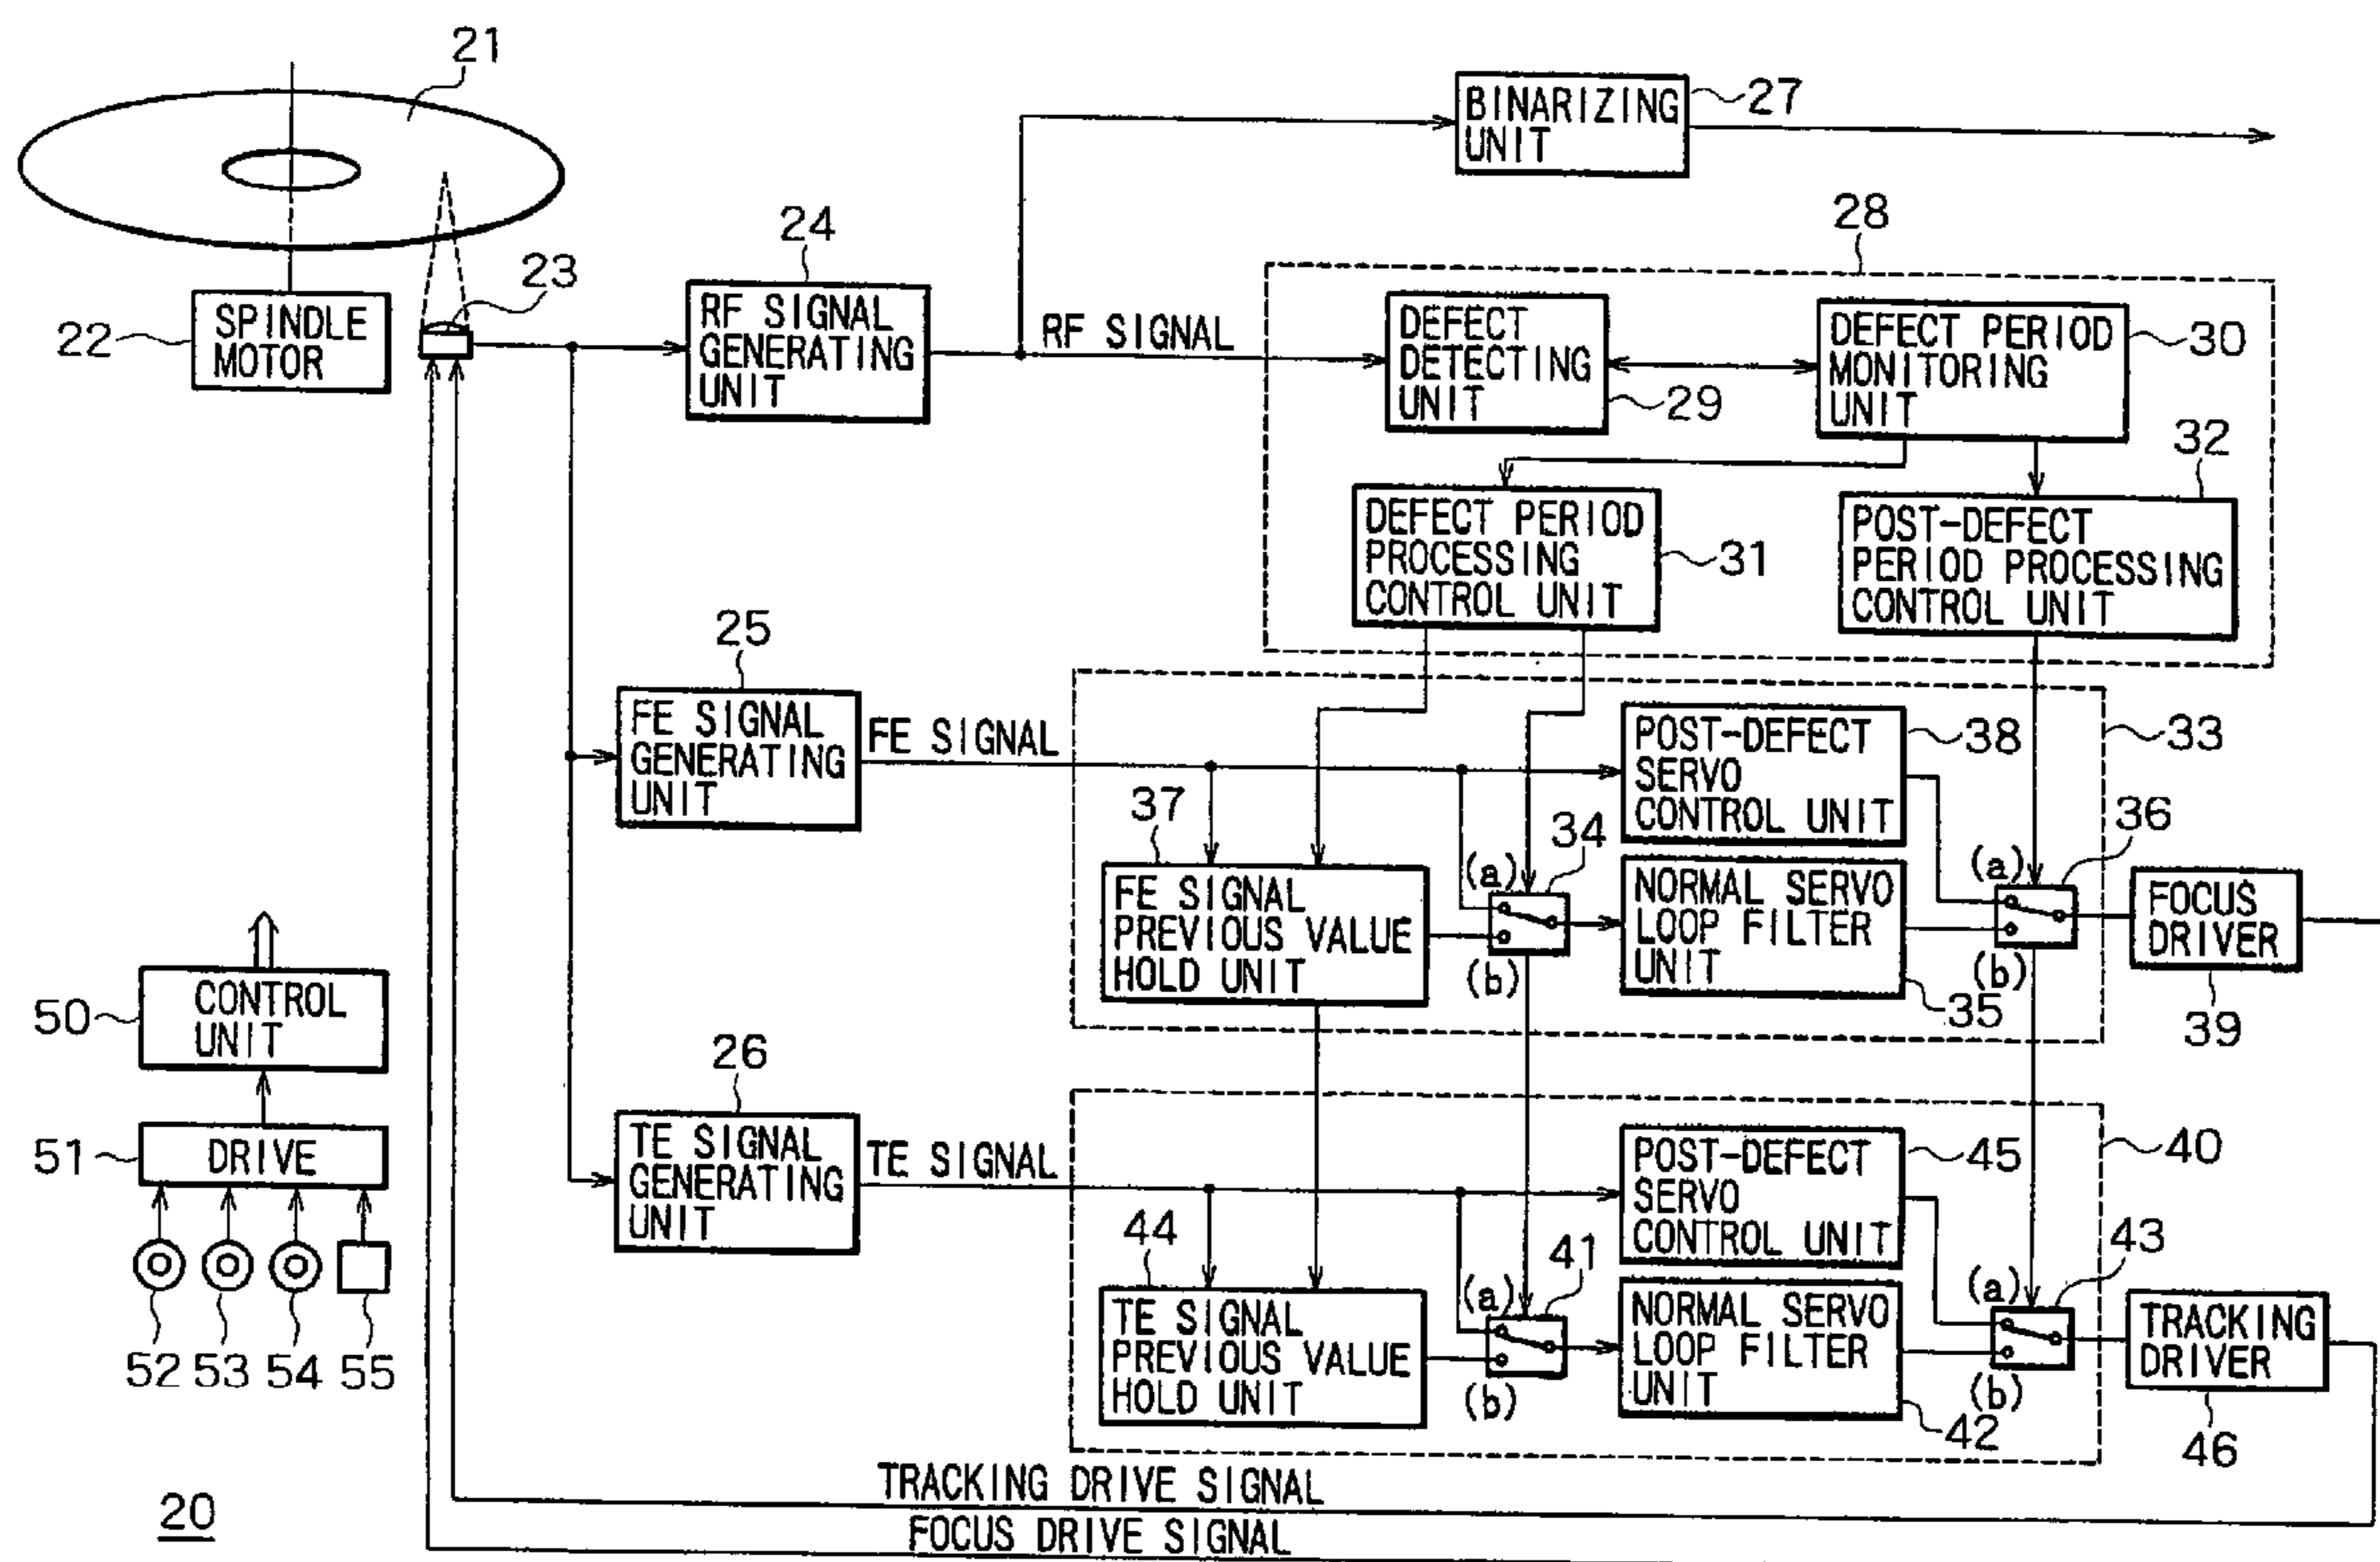 21
BINARIZING
UNIT
27
28
24
23
22
SPINDLE
MOTOR
RF SIGNAL
GENERATING
UNIT
RF SIGNAL
DEFECT
DETECTING
UNIT
29
DEFECT PERIOD
MONITORING
UNIT
30
32
DEFECT PERIOD
PROCESSING
CONTROL UNIT
31
POST-DEFECT
PERIOD PROCESSING
CONTROL UNIT
25
FE SIGNAL
GENERATING
UNIT
FE SIGNAL
POST-DEFECT
SERVO
CONTROL UNIT
38
33
37
34
36
FE SIGNAL
PREVIOUS VALUE
HOLD UNIT
(a)
(b)
NORMAL SERVO
LOOP FILTER
UNIT
35
(a)
(b)
FOCUS
DRIVER
39
50
CONTROL
UNIT
51
DRIVE
52
53
54
55
26
TE SIGNAL
GENERATING
UNIT
TE SIGNAL
POST-DEFECT
SERVO
CONTROL UNIT
45
40
44
41
43
TE SIGNAL
PREVIOUS VALUE
HOLD UNIT
(a)
(b)
NORMAL SERVO
LOOP FILTER
UNIT
42
(a)
(b)
TRACKING
DRIVER
46
TRACKING DRIVE SIGNAL
FOCUS DRIVE SIGNAL
20